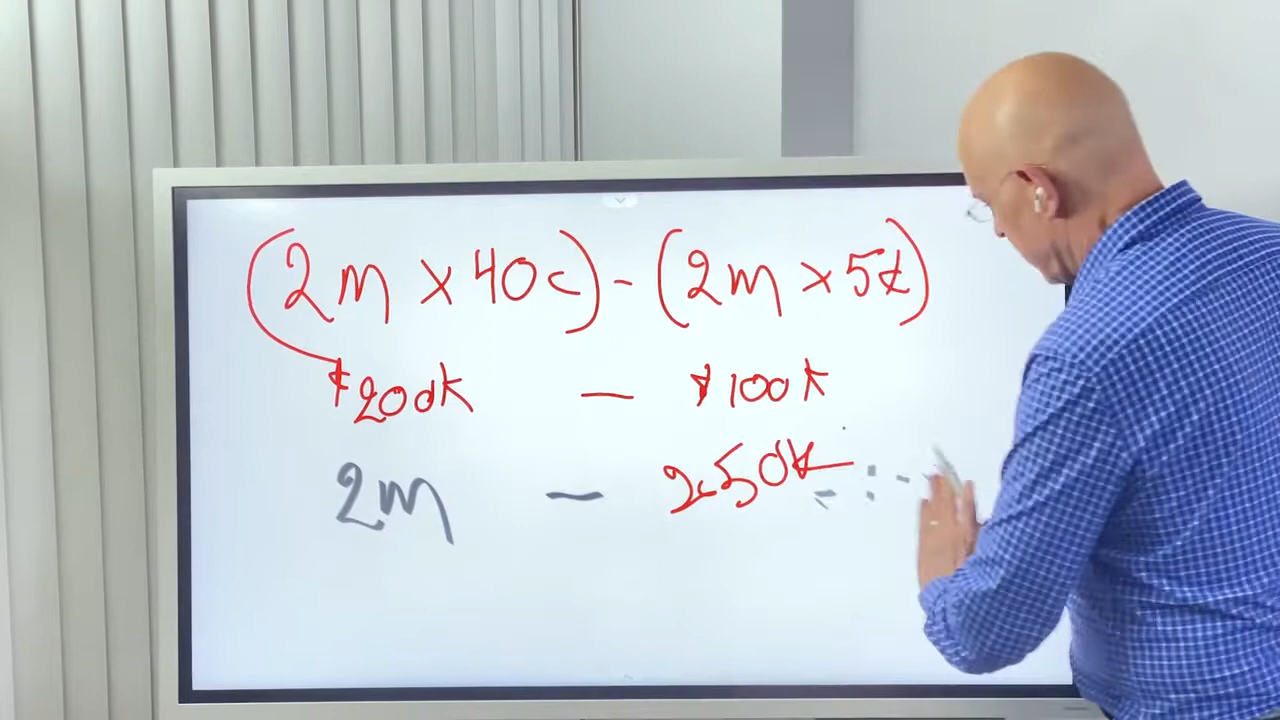 (2m x 40c) - (2m x 5¢)
$200k - $100k
2m - 250k